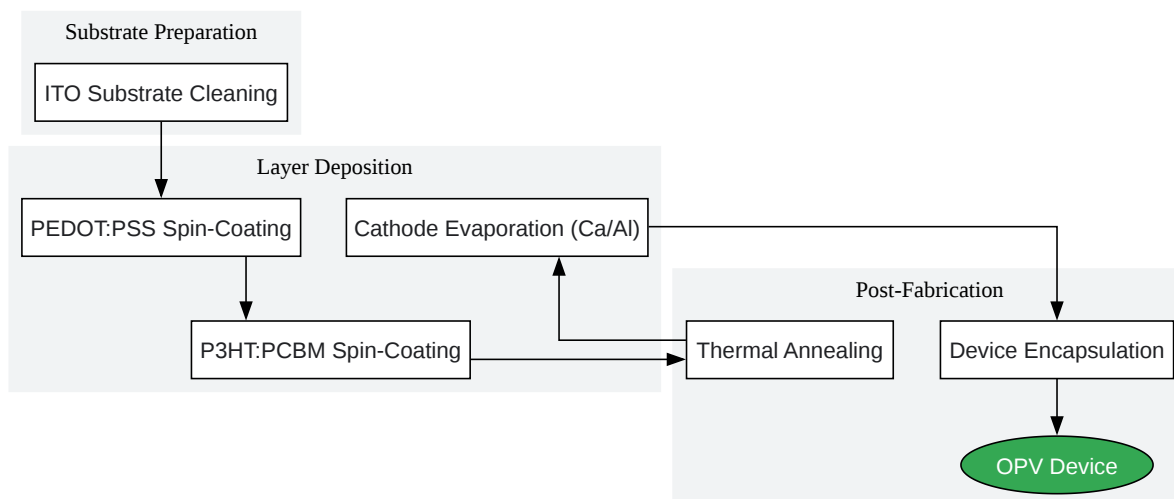 Substrate Preparation
ITO Substrate Cleaning
Layer Deposition
PEDOT:PSS Spin-Coating
Cathode Evaporation (Ca/Al)
P3HT:PCBM Spin-Coating
Post-Fabrication
Thermal Annealing
Device Encapsulation
OPV Device